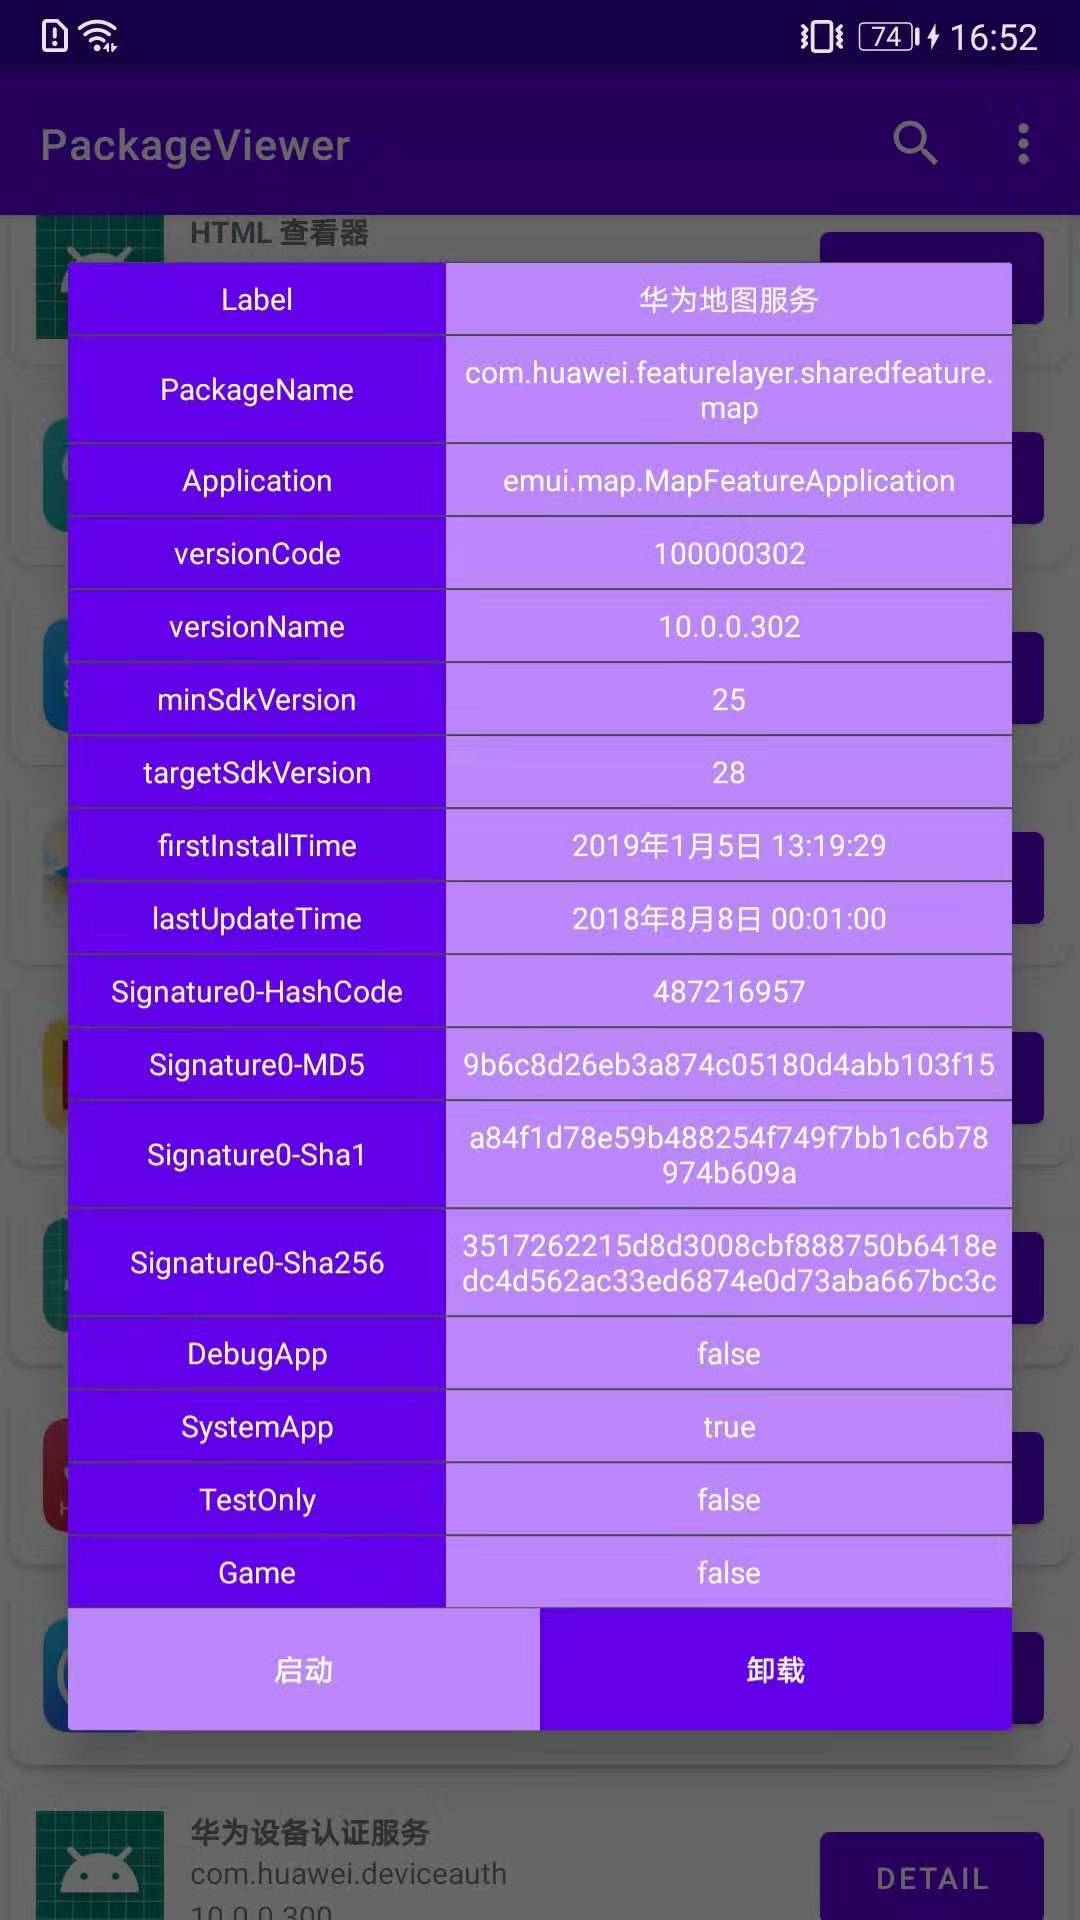 74
16:52
PackageViewer
HTML 查看器
Label
华为地图服务
PackageName
com.huawei.featurelayer.sharedfeature.
map
Application
emui.map.MapFeatureApplication
versionCode
100000302
versionName
10.0.0.302
minSdkVersion
25
targetSdkVersion
28
firstInstallTime
2019年1月5日 13:19:29
lastUpdateTime
2018年8月8日 00:01:00
Signature0-HashCode
487216957
Signature0-MD5
9b6c8d26eb3a874c05180d4abb103f15
Signature0-Sha1
a84f1d78e59b488254f749f7bb1c6b78
974b609a
Signature0-Sha256
3517262215d8d3008cbf888750b6418e
dc4d562ac33ed6874e0d73aba667bc3c
DebugApp
false
SystemApp
true
TestOnly
false
Game
false
启动
卸载
华为设备认证服务
com.huawei.deviceauth
DETAIL
10.0.0.300